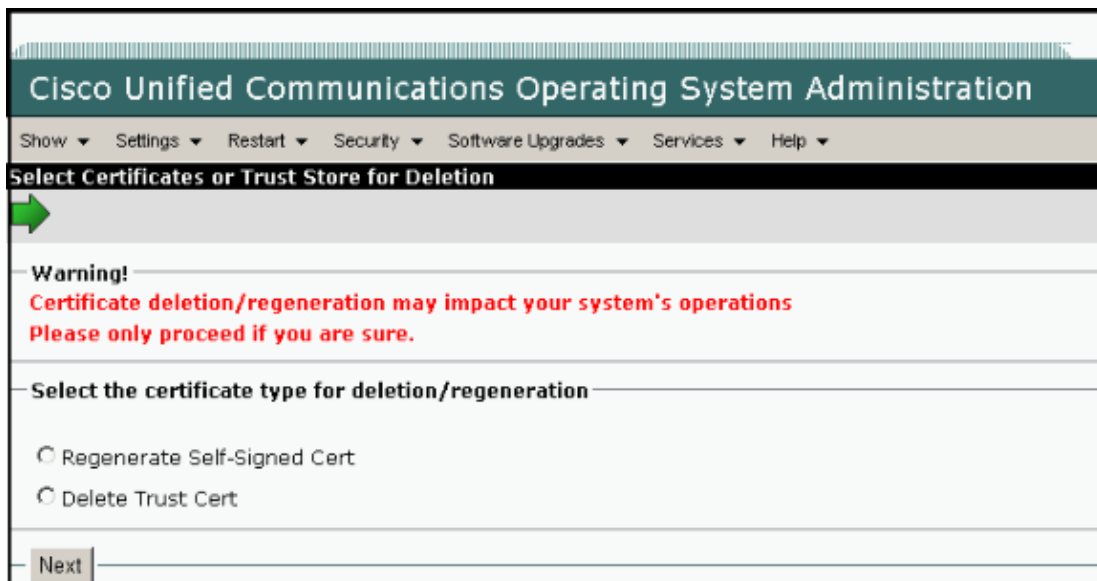 Cisco Unified Communications Operating System Administration
Show Settings Restart Security Software Upgrades Services Help
Select Certificates or Trust Store for Deletion
Warning!
Certificate deletion/regeneration may impact your system's operations
Please only proceed if you are sure.
Select the certificate type for deletion/regeneration
Regenerate Self-Signed Cert
Delete Trust Cert
Next